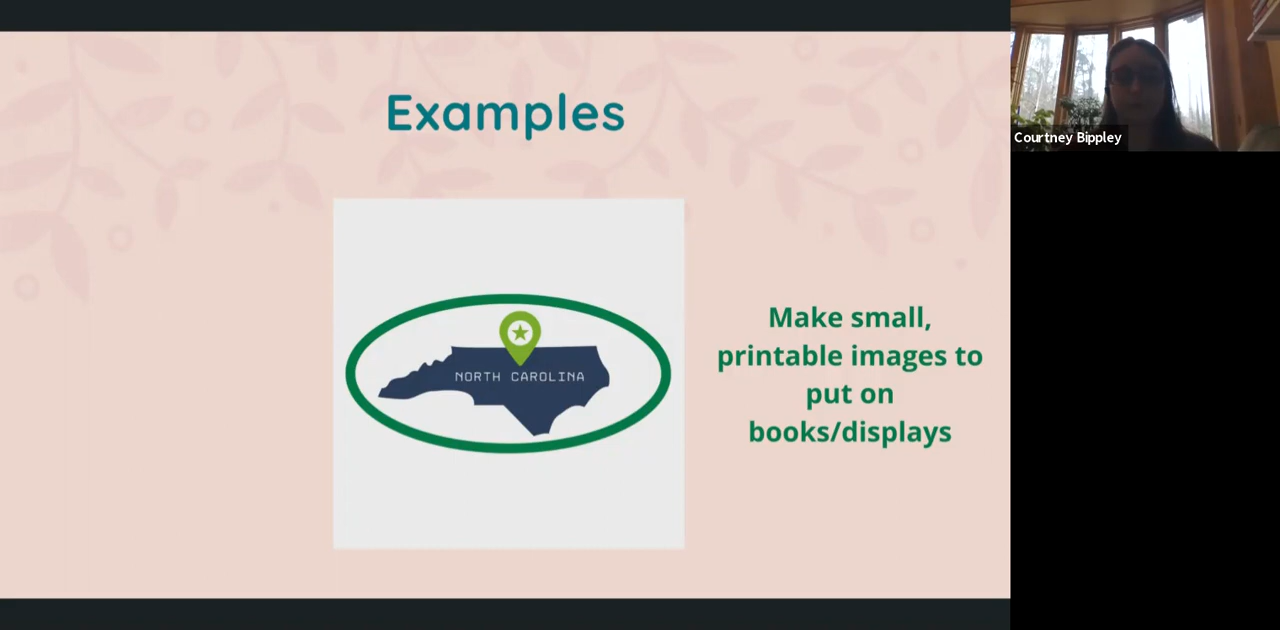 Examples
NORTH CAROLINA
Make small,
printable images to
put on
books/displays
Courtney Bippley